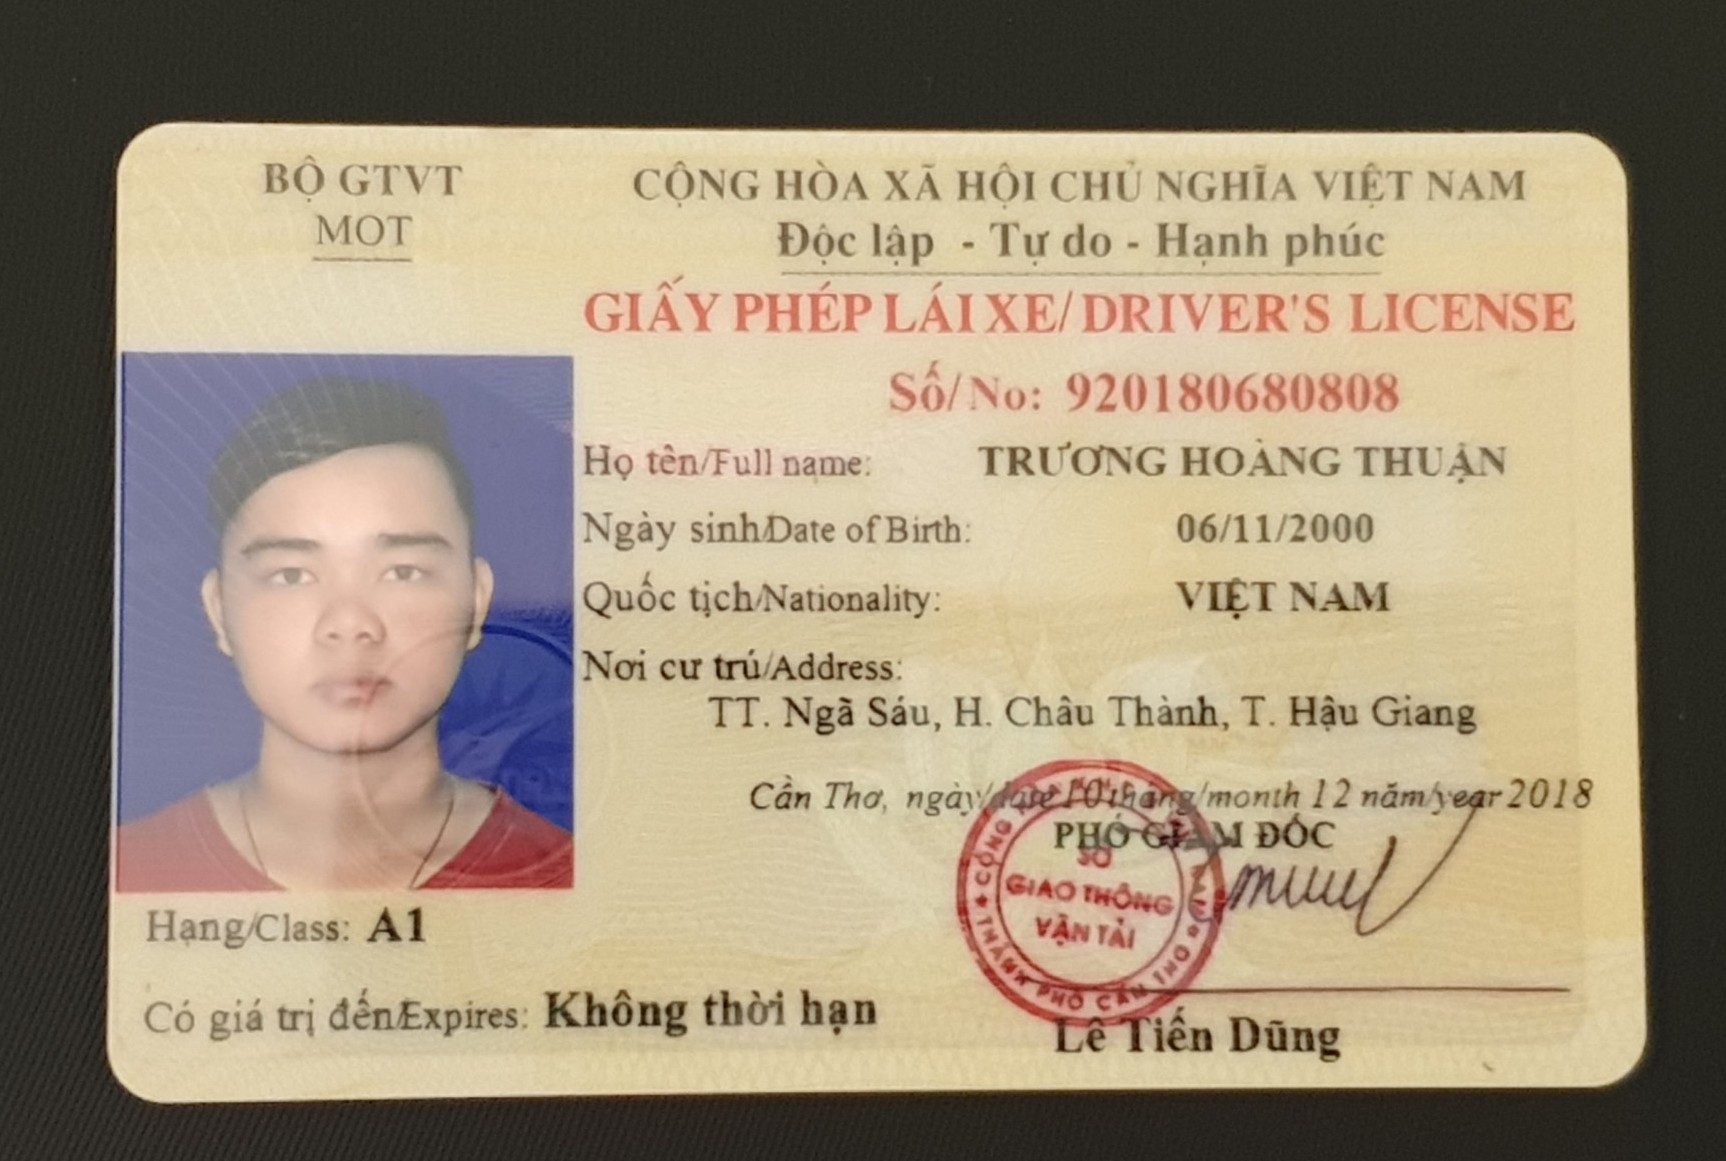 BỘ GTVT
MOT
CỘNG HÒA XÃ HỘI CHỦ NGHĨA VIỆT NAM
Độc lập - Tự do - Hạnh phúc
GIẤY PHÉP LÁI XE/DRIVER'S LICENSE
Số/No: 920180680808
Họ tên/Full name: TRƯƠNG HOÀNG THUẬN
Ngày sinh/Date of Birth: 06/11/2000
Quốc tịch/Nationality: VIỆT NAM
Nơi cư trú/Address:
TT. Ngã Sáu, H. Châu Thành, T. Hậu Giang
Cần Thơ, ngày/date 10 tháng/month 12 năm/year 2018
PHÓ GIÁM ĐỐC
SỞ
GIAO THÔNG
VẬN TẢI
THÀNH PHỐ CẦN THƠ
Lê Tiến Dũng
Hạng/Class: A1
Có giá trị đến/Expires: Không thời hạn